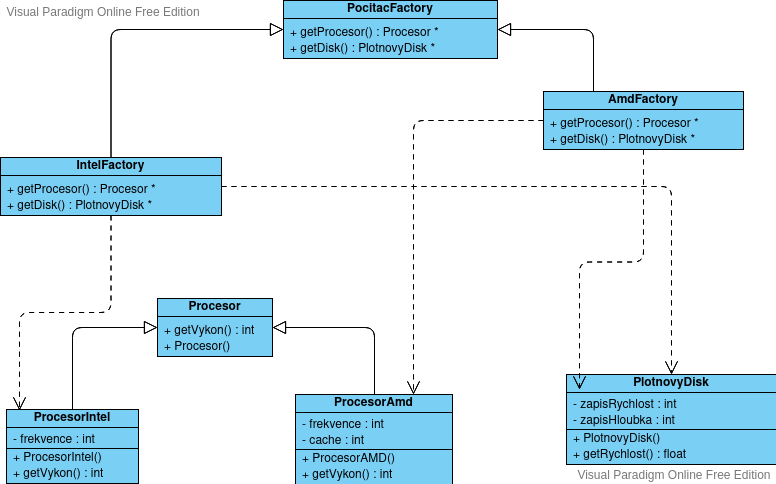 Visual Paradigm Online Free Edition
PocitacFactory
+ getProcesor() : Procesor *
+ getDisk() : PlotnovyDisk *
AmdFactory
+ getProcesor() : Procesor *
+ getDisk() : PlotnovyDisk *
IntelFactory
+ getProcesor() : Procesor *
+ getDisk() : PlotnovyDisk *
Procesor
+ getVykon() : int
+ Procesor()
ProcesorIntel
- frekvence : int
+ ProcesorIntel()
+ getVykon() : int
ProcesorAmd
- frekvence : int
- cache : int
+ ProcesorAMD()
+ getVykon() : int
PlotnovyDisk
- zapisRychlost : int
- zapisHloubka : int
+ PlotnovyDisk()
+ getRychlost() : float
Visual Paradigm Online Free Edition